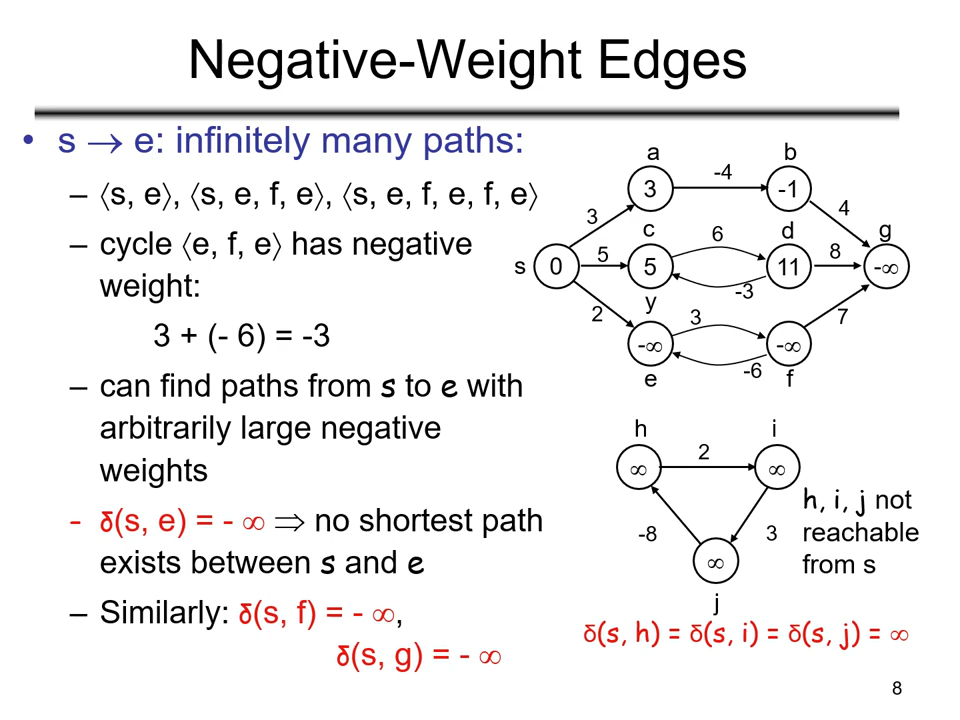 Negative-Weight Edges
• s → e: infinitely many paths:
– 〈s, e〉, 〈s, e, f, e〉, 〈s, e, f, e, f, e〉
– cycle 〈e, f, e〉 has negative
weight:
3 + (- 6) = -3
– can find paths from s to e with
arbitrarily large negative
weights
- δ(s, e) = - ∞ ⇒ no shortest path
exists between s and e
– Similarly: δ(s, f) = - ∞,
δ(s, g) = - ∞
a
b
-4
3
-1
3
4
c
d
g
6
s
0
5
5
11
8
-∞
-3
2
y
3
7
-∞
-∞
-6
e
f
h
i
2
∞
∞
-8
3
∞
j
h, i, j not
reachable
from s
δ(s, h) = δ(s, i) = δ(s, j) = ∞
8